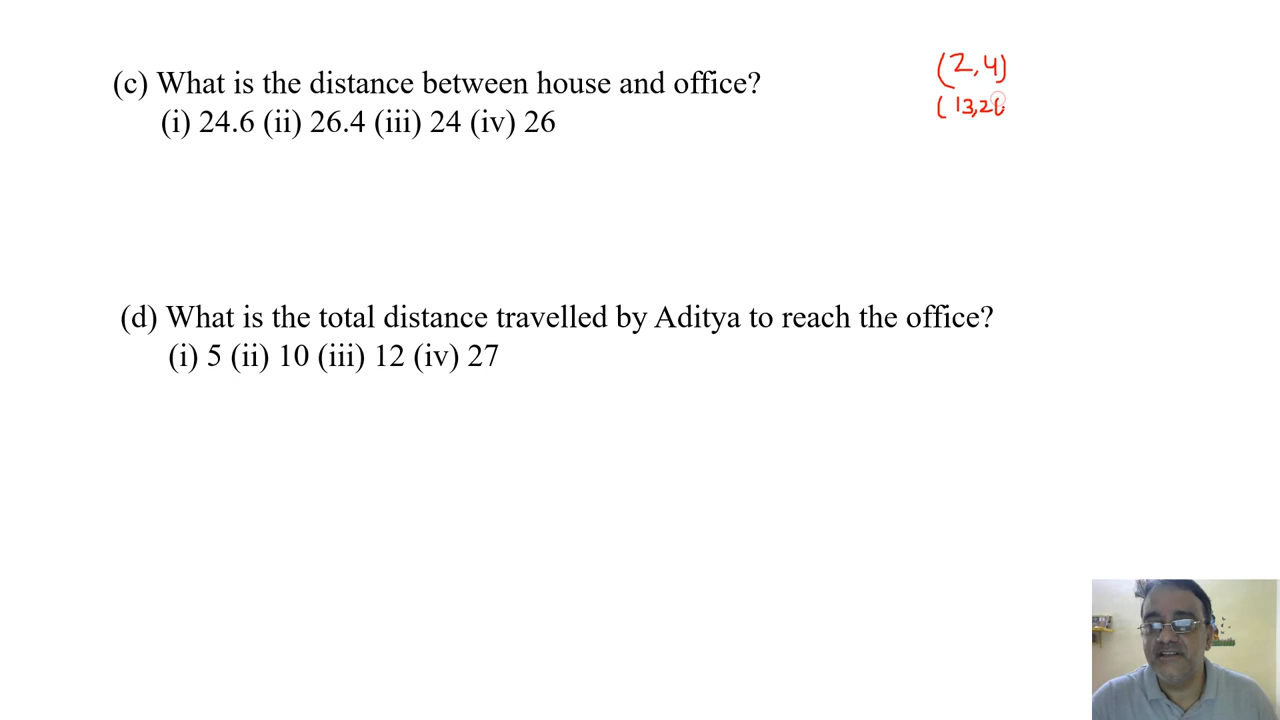 (c) What is the distance between house and office?
(2,4)
(i) 24.6 (ii) 26.4 (iii) 24 (iv) 26
(d) What is the total distance travelled by Aditya to reach the office?
(i) 5 (ii) 10 (iii) 12 (iv) 27